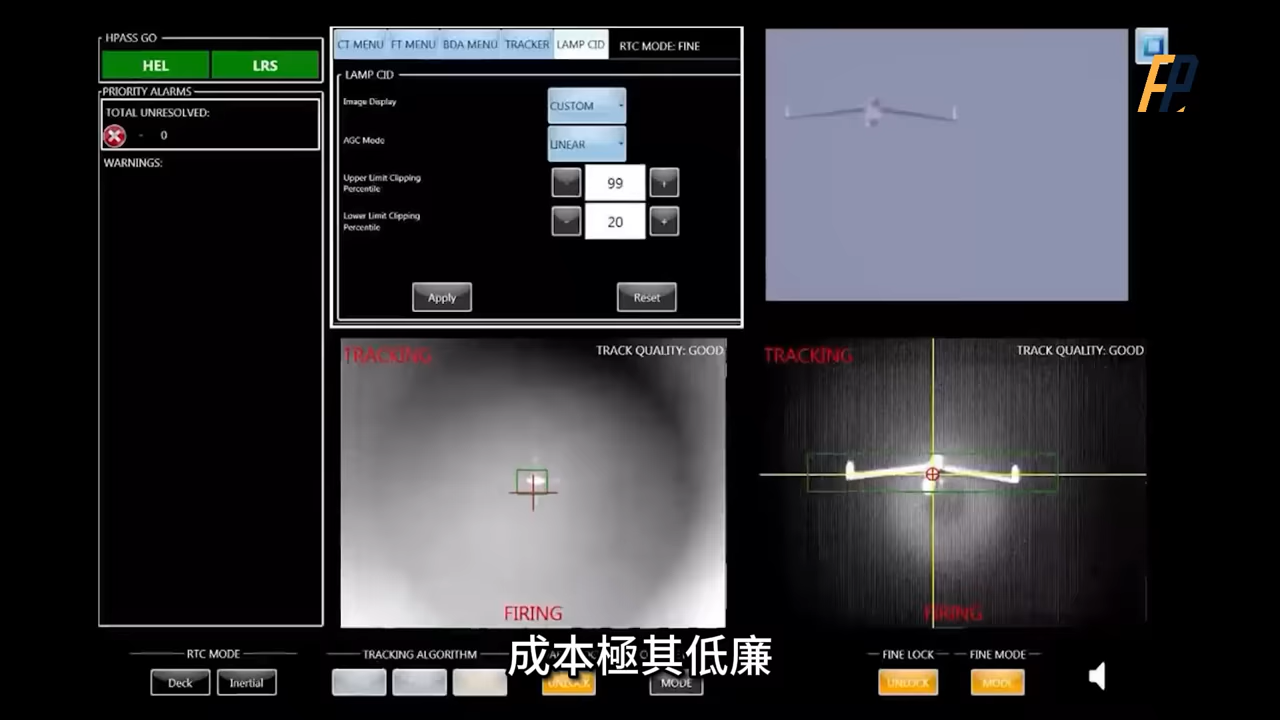 HPASS GO
HEL
LRS
PRIORITY ALARMS
TOTAL UNRESOLVED:
- 0
WARNINGS:
CT MENU
FT MENU
BDA MENU
TRACKER
LAMP CID
RTC MODE: FINE
LAMP CID
Image Display
CUSTOM
AGC Mode
LINEAR
Upper Limit Clipping
Percentile
- 99 +
Lower Limit Clipping
Percentile
- 20 +
Apply
Reset
FP
TRACKING
TRACK QUALITY: GOOD
FIRING
TRACKING
TRACK QUALITY: GOOD
FIRING
成本極其低廉
RTC MODE
Deck
Inertial
TRACKING ALGORITHM
UNLOCK
MODE
FINE LOCK
UNLOCK
FINE MODE
MODE